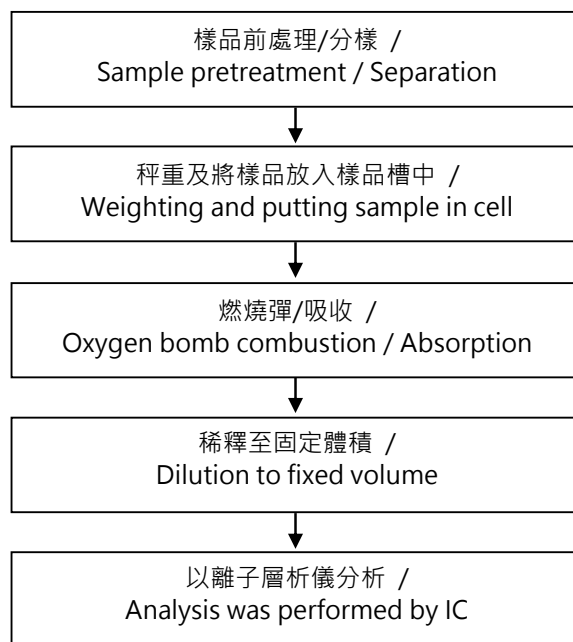 樣品前處理/分樣 /
Sample pretreatment / Separation
秤重及將樣品放入樣品槽中 /
Weighting and putting sample in cell
燃燒彈/吸收 /
Oxygen bomb combustion / Absorption
稀釋至固定體積 /
Dilution to fixed volume
以離子層析儀分析 /
Analysis was performed by IC